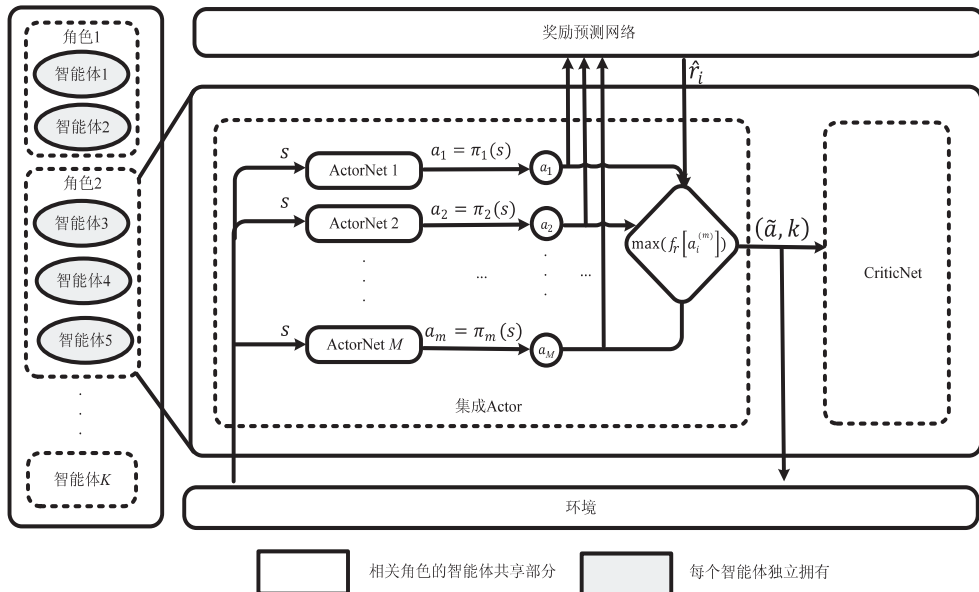 角色1
智能体1
智能体2
角色2
智能体3
智能体4
智能体5
智能体K
奖励预测网络
r̂_i
s
ActorNet 1
a_1 = π_1(s)
a_1
s
ActorNet 2
a_2 = π_2(s)
a_2
max(f_r[a_i^(m)])
(ã, k)
CriticNet
...
...
s
ActorNet M
a_m = π_m(s)
a_M
集成Actor
环境
相关角色的智能体共享部分
每个智能体独立拥有